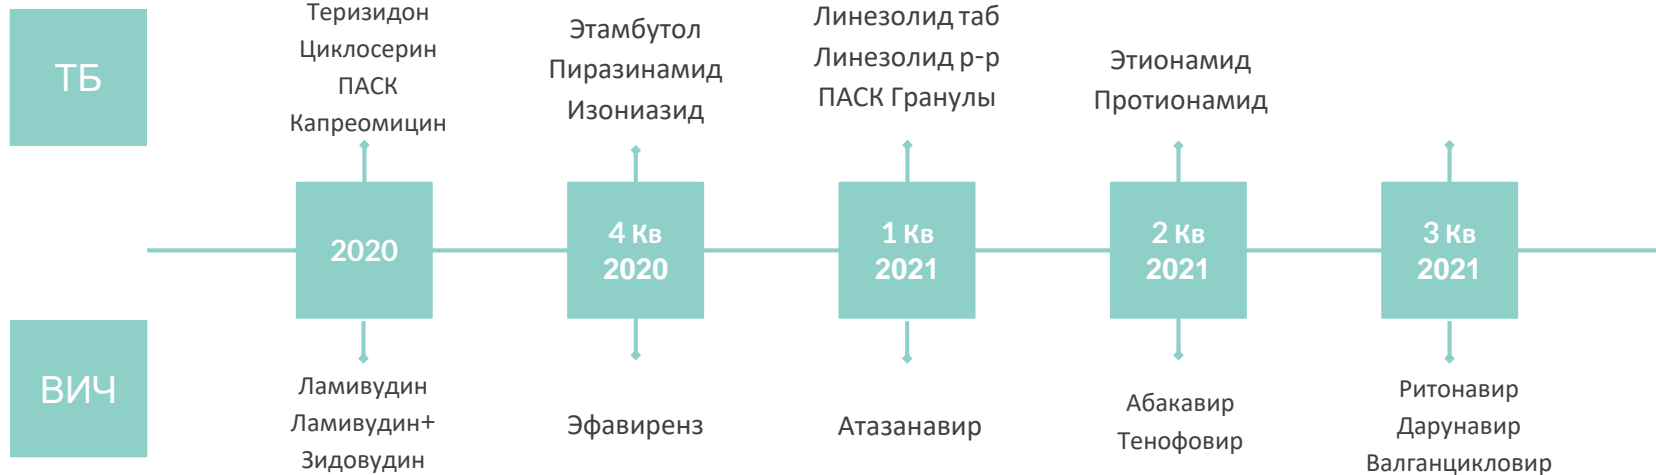 ТБ
Теризидон
Циклосерин
ПАСК
Капреомицин
Этамбутол
Пиразинамид
Изониазид
Линезолид таб
Линезолид р-р
ПАСК Гранулы
Этионамид
Протионамид
2020
4 Кв
2020
1 Кв
2021
2 Кв
2021
3 Кв
2021
ВИЧ
Ламивудин
Ламивудин+
Зидовудин
Эфавиренз
Атазанавир
Абакавир
Тенофовир
Ритонавир
Дарунавир
Валганцикловир